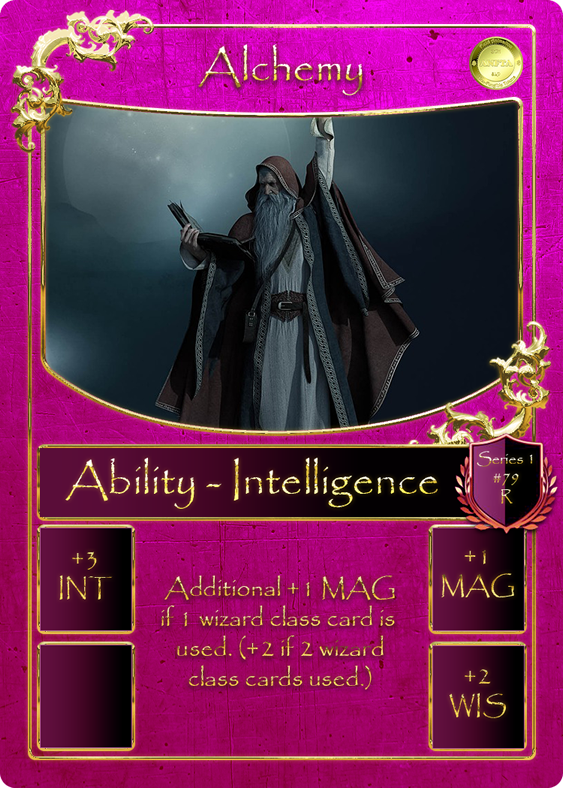 Alchemy
Ability - Intelligence
Series 1
#79
R
+3
INT
Additional +1 MAG
if 1 wizard class card is
used. (+2 if 2 wizard
class cards used.)
+1
MAG
+2
WIS